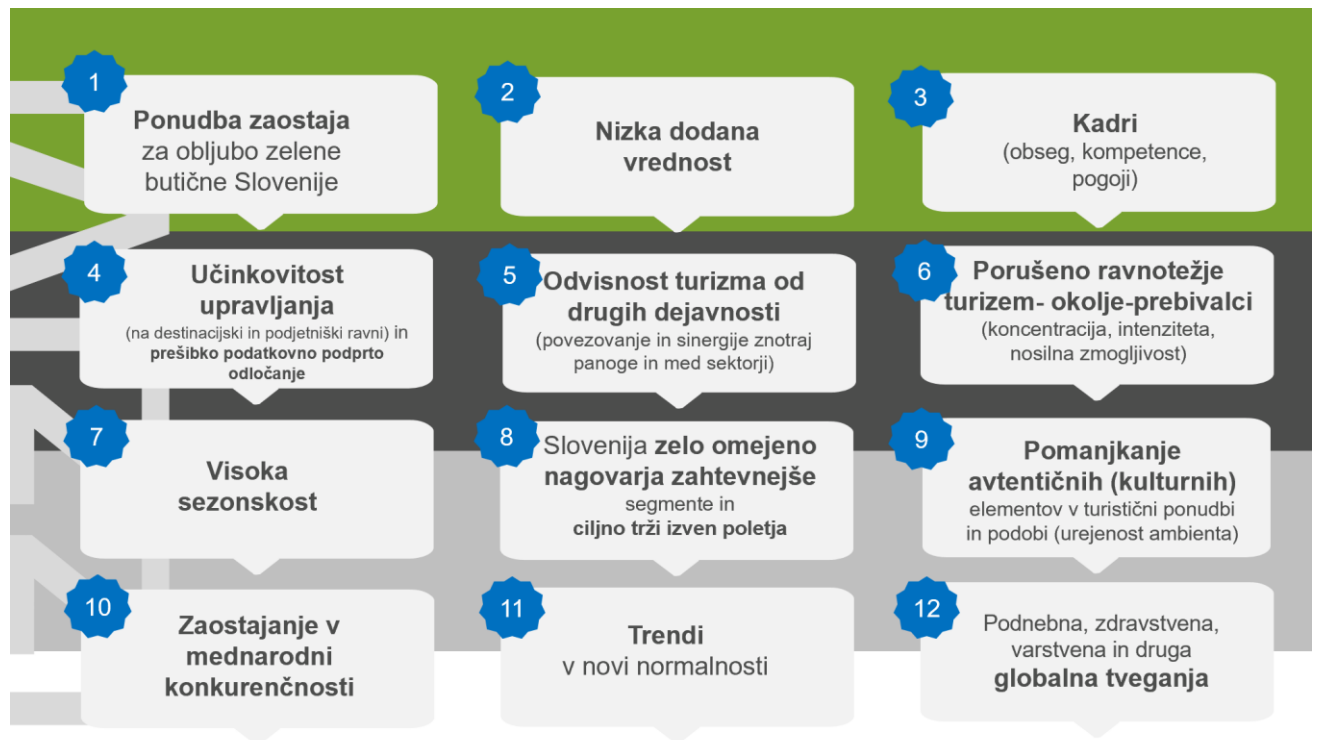 1
Ponudba zaostaja
za obljubo zelene
butične Slovenije
2
Nizka dodana
vrednost
3
Kadri
(obseg, kompetence,
pogoji)
4
Učinkovitost
upravljanja
(na destinacijski in podjetniški ravni) in
prešibko podatkovno podprto
odločanje
5
Odvisnost turizma od
drugih dejavnosti
(povezovanje in sinergije znotraj
panoge in med sektorji)
6
Porušeno ravnotežje
turizem- okolje-prebivalci
(koncentracija, intenziteta,
nosilna zmogljivost)
7
Visoka
sezonskost
8
Slovenija zelo omejeno
nagovarja zahtevnejše
segmente in
ciljno trži izven poletja
9
Pomanjkanje
avtentičnih (kulturnih)
elementov v turistični ponudbi
in podobi (urejenost ambienta)
10
Zaostajanje v
mednarodni
konkurenčnosti
11
Trendi
v novi normalnosti
12
Podnebna, zdravstvena,
varstvena in druga
globalna tveganja